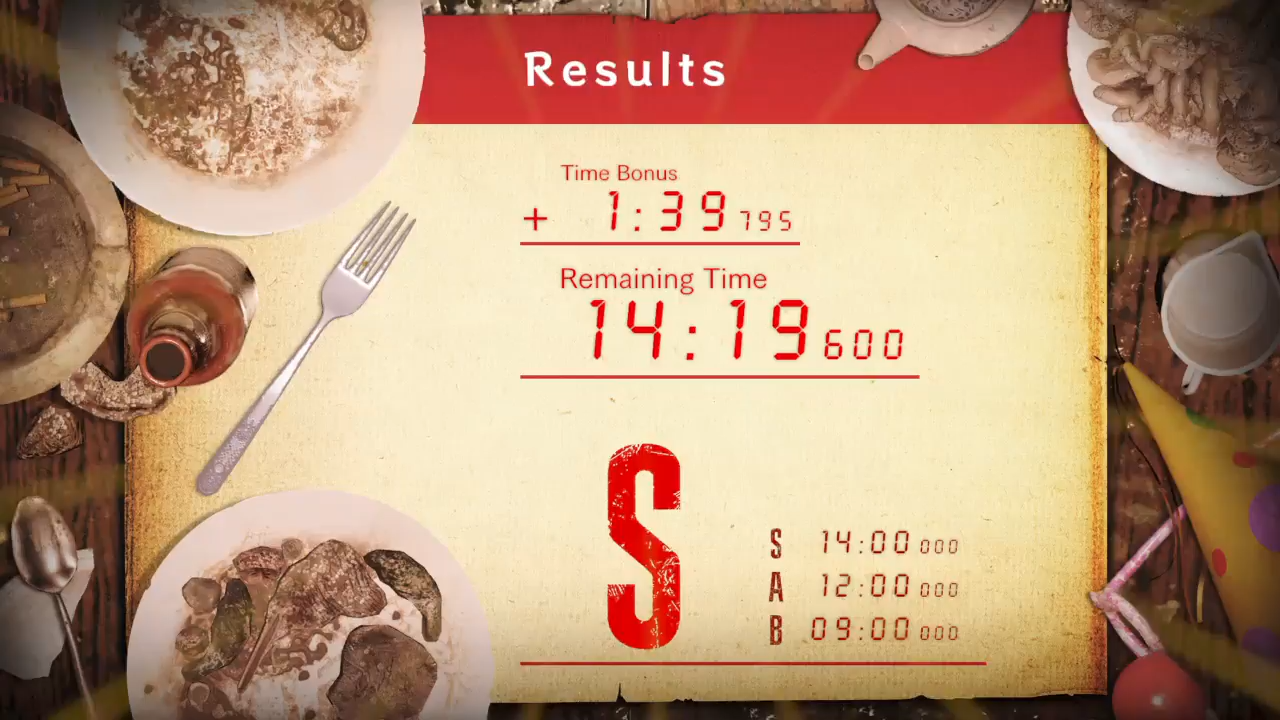 Results
Time Bonus
+ 1:39 795
Remaining Time
14:19 600
S
S 14:00 000
A 12:00 000
B 09:00 000